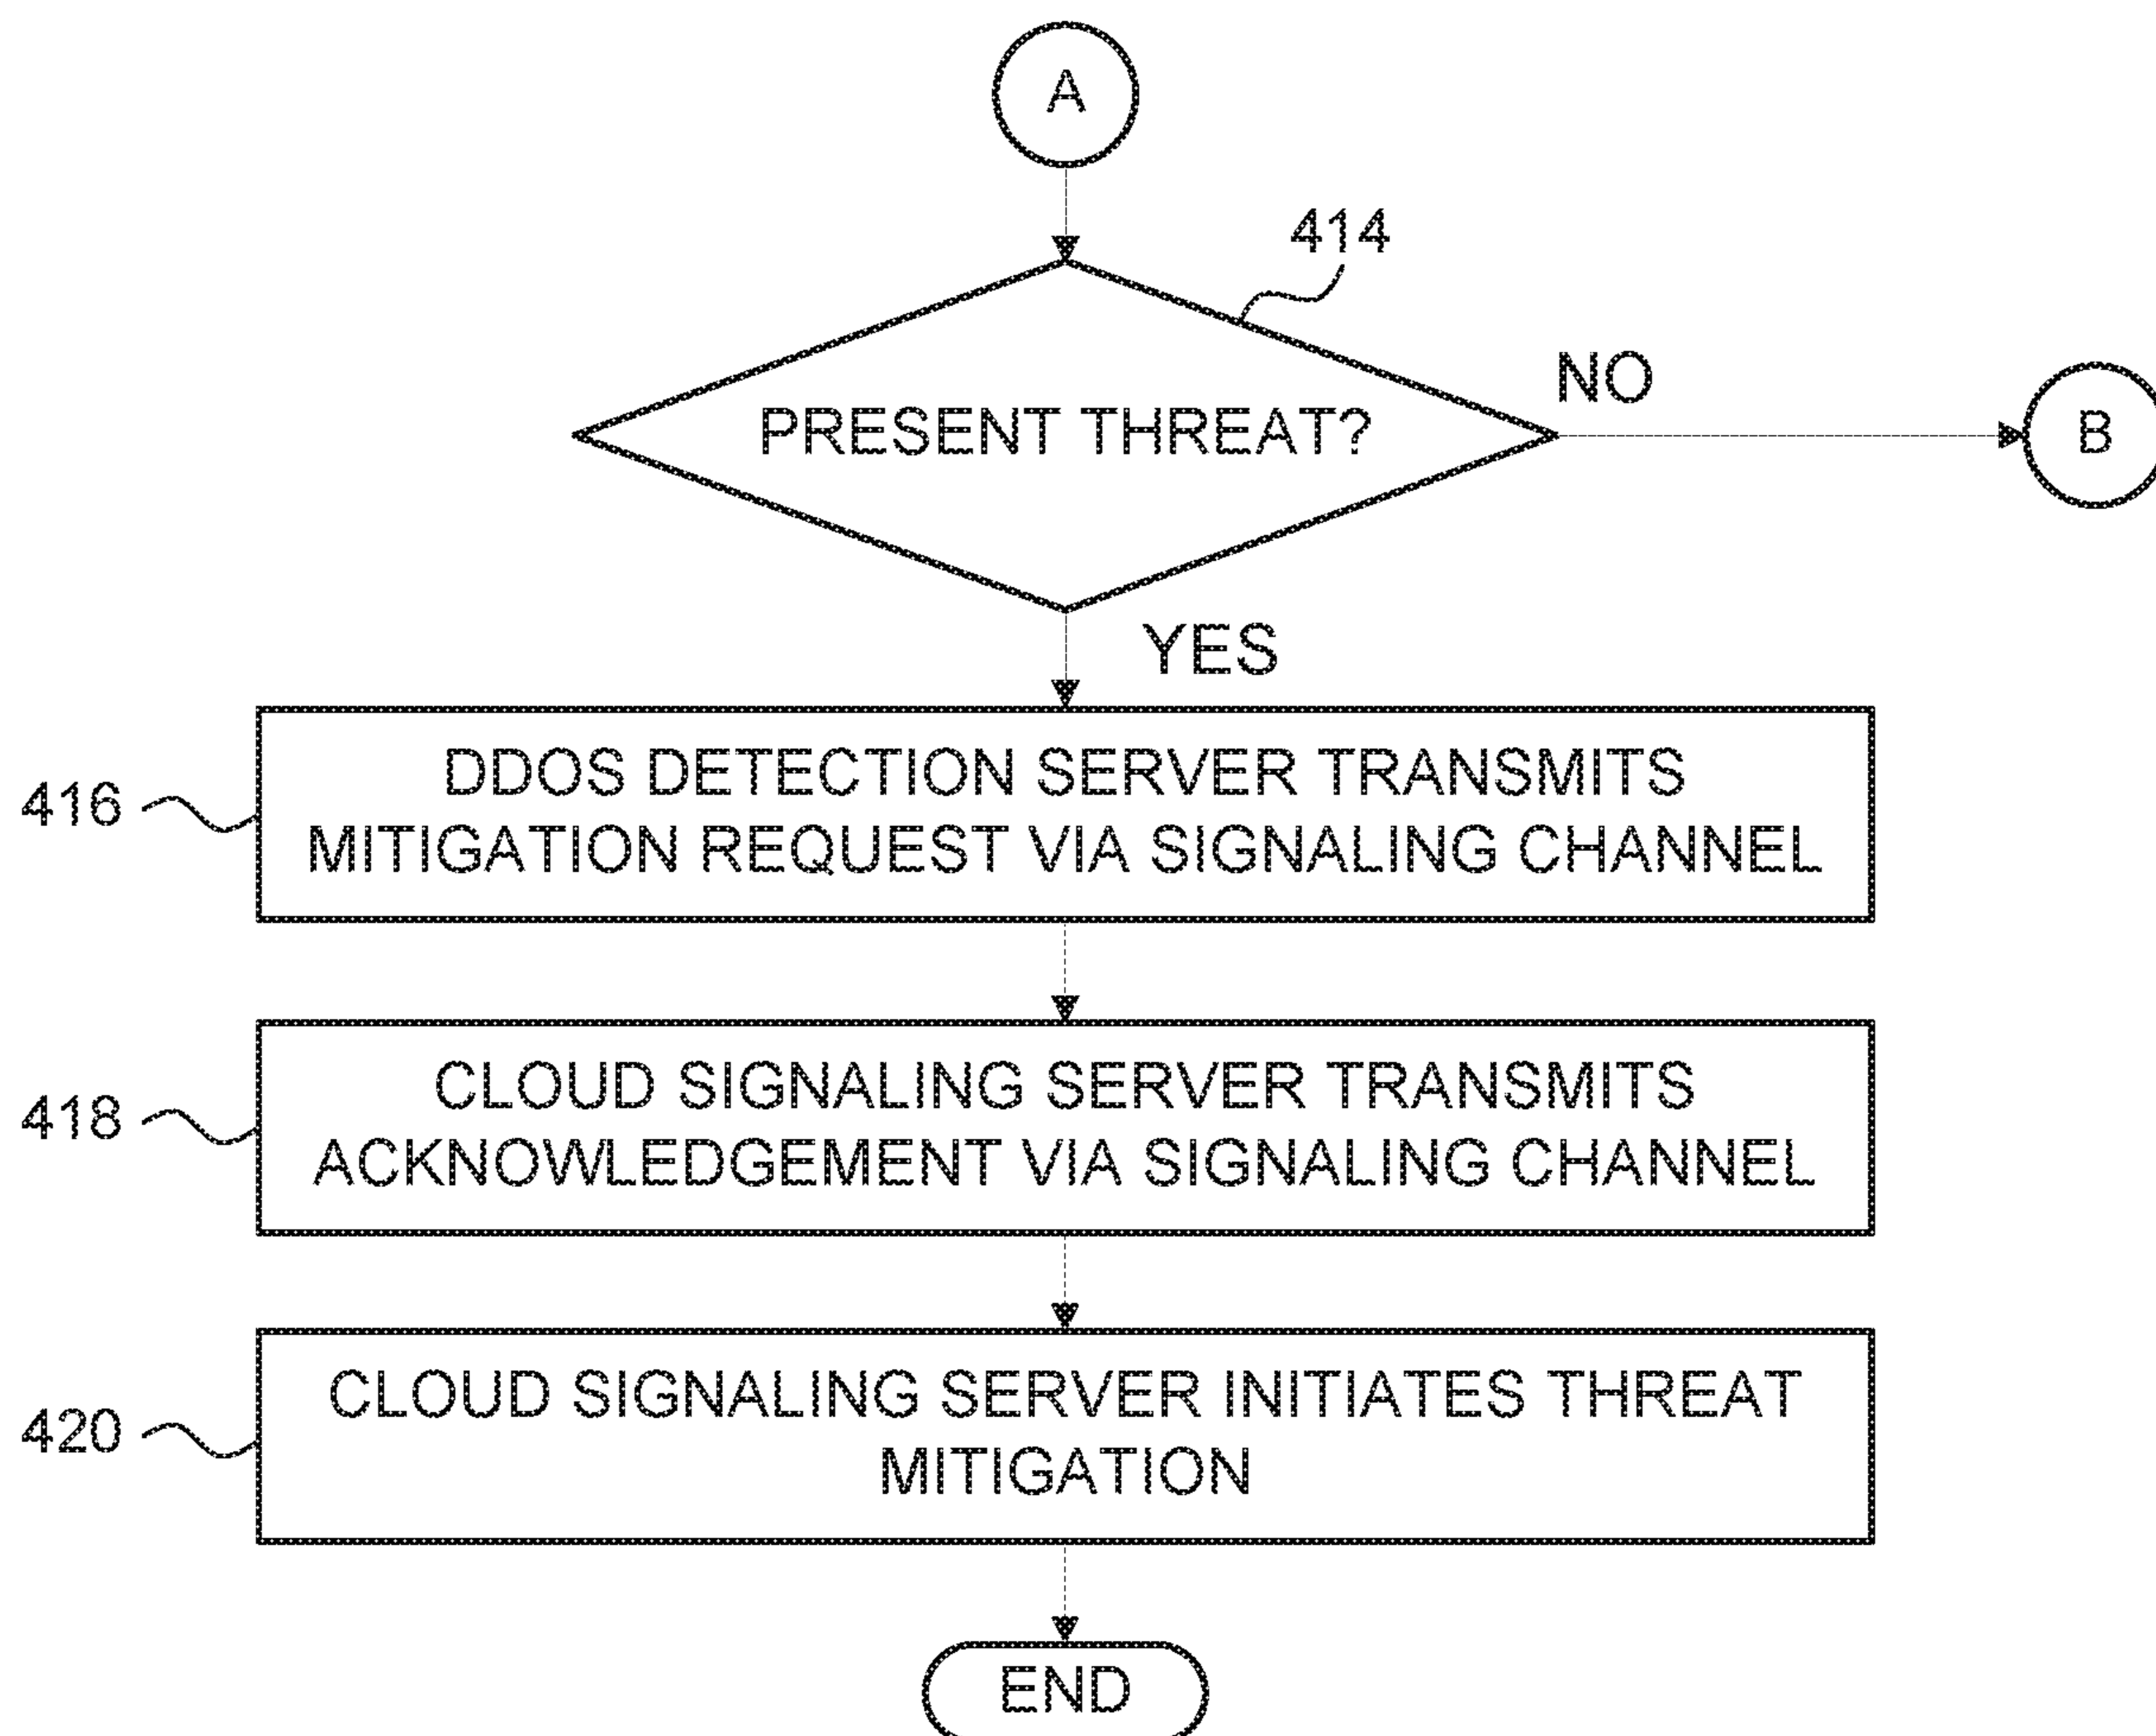 A
414
PRESENT THREAT?
NO
B
YES
416
DDOS DETECTION SERVER TRANSMITS
MITIGATION REQUEST VIA SIGNALING CHANNEL
418
CLOUD SIGNALING SERVER TRANSMITS
ACKNOWLEDGEMENT VIA SIGNALING CHANNEL
420
CLOUD SIGNALING SERVER INITIATES THREAT
MITIGATION
END